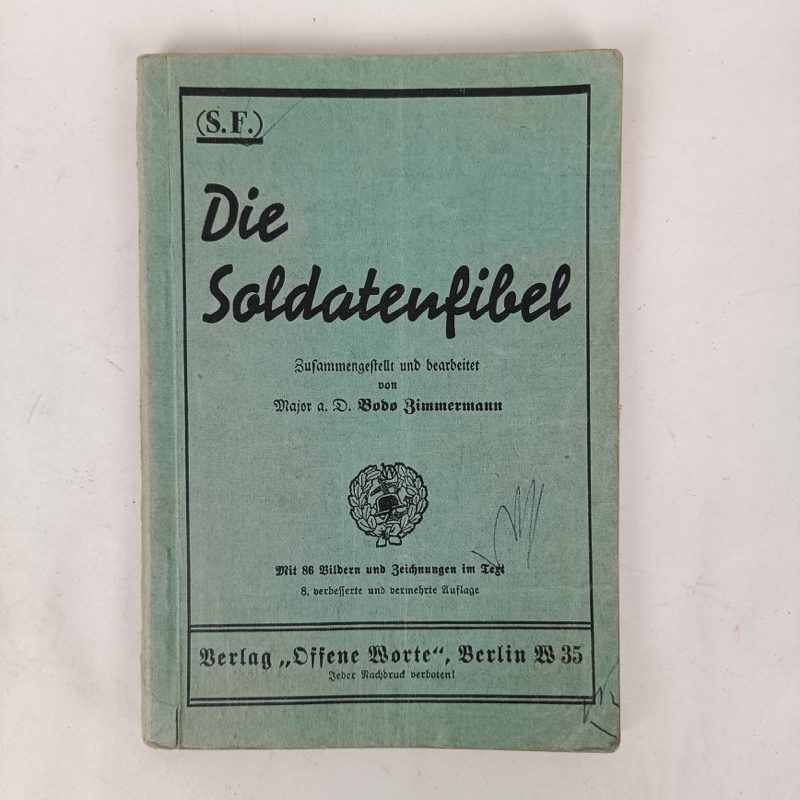 (S.F.)
Die
Soldatenfibel
Zusammengestellt und bearbeitet
von
Major a. D. Bodo Zimmermann
Mit 86 Bildern und Zeichnungen im Text
8. verbesserte und vermehrte Auflage
Verlag „Offene Worte“, Berlin W 35
Jeder Nachdruck verboten!